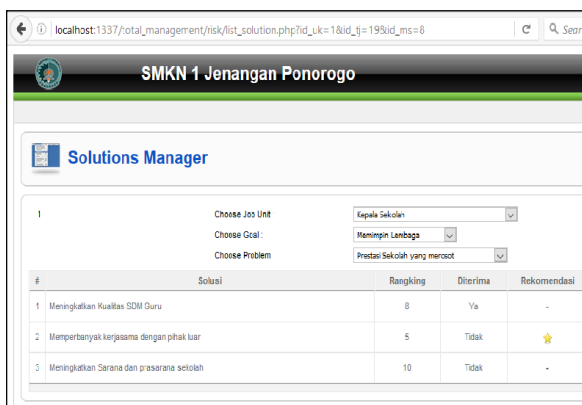 localhost:1337/total_management/risk/list_solution.php?id_uk=1&id_tj=19&id_ms=8
Sear
SMKN 1 Jenangan Ponorogo
Solutions Manager
1 Choose Job Unit Kepala Sekolah
Choose Goal : Memimpin Lembaga
Choose Problem Prestasi Sekolah yang merosot
# Solusi Rangking Diterima Rekomendasi
1 Meningkatkan Kualitas SDM Guru 8 Ya -
2 Memperbanyak kerjasama dengan pihak luar 5 Tidak
3 Meningkatkan Sarana dan prasarana sekolah 10 Tidak -